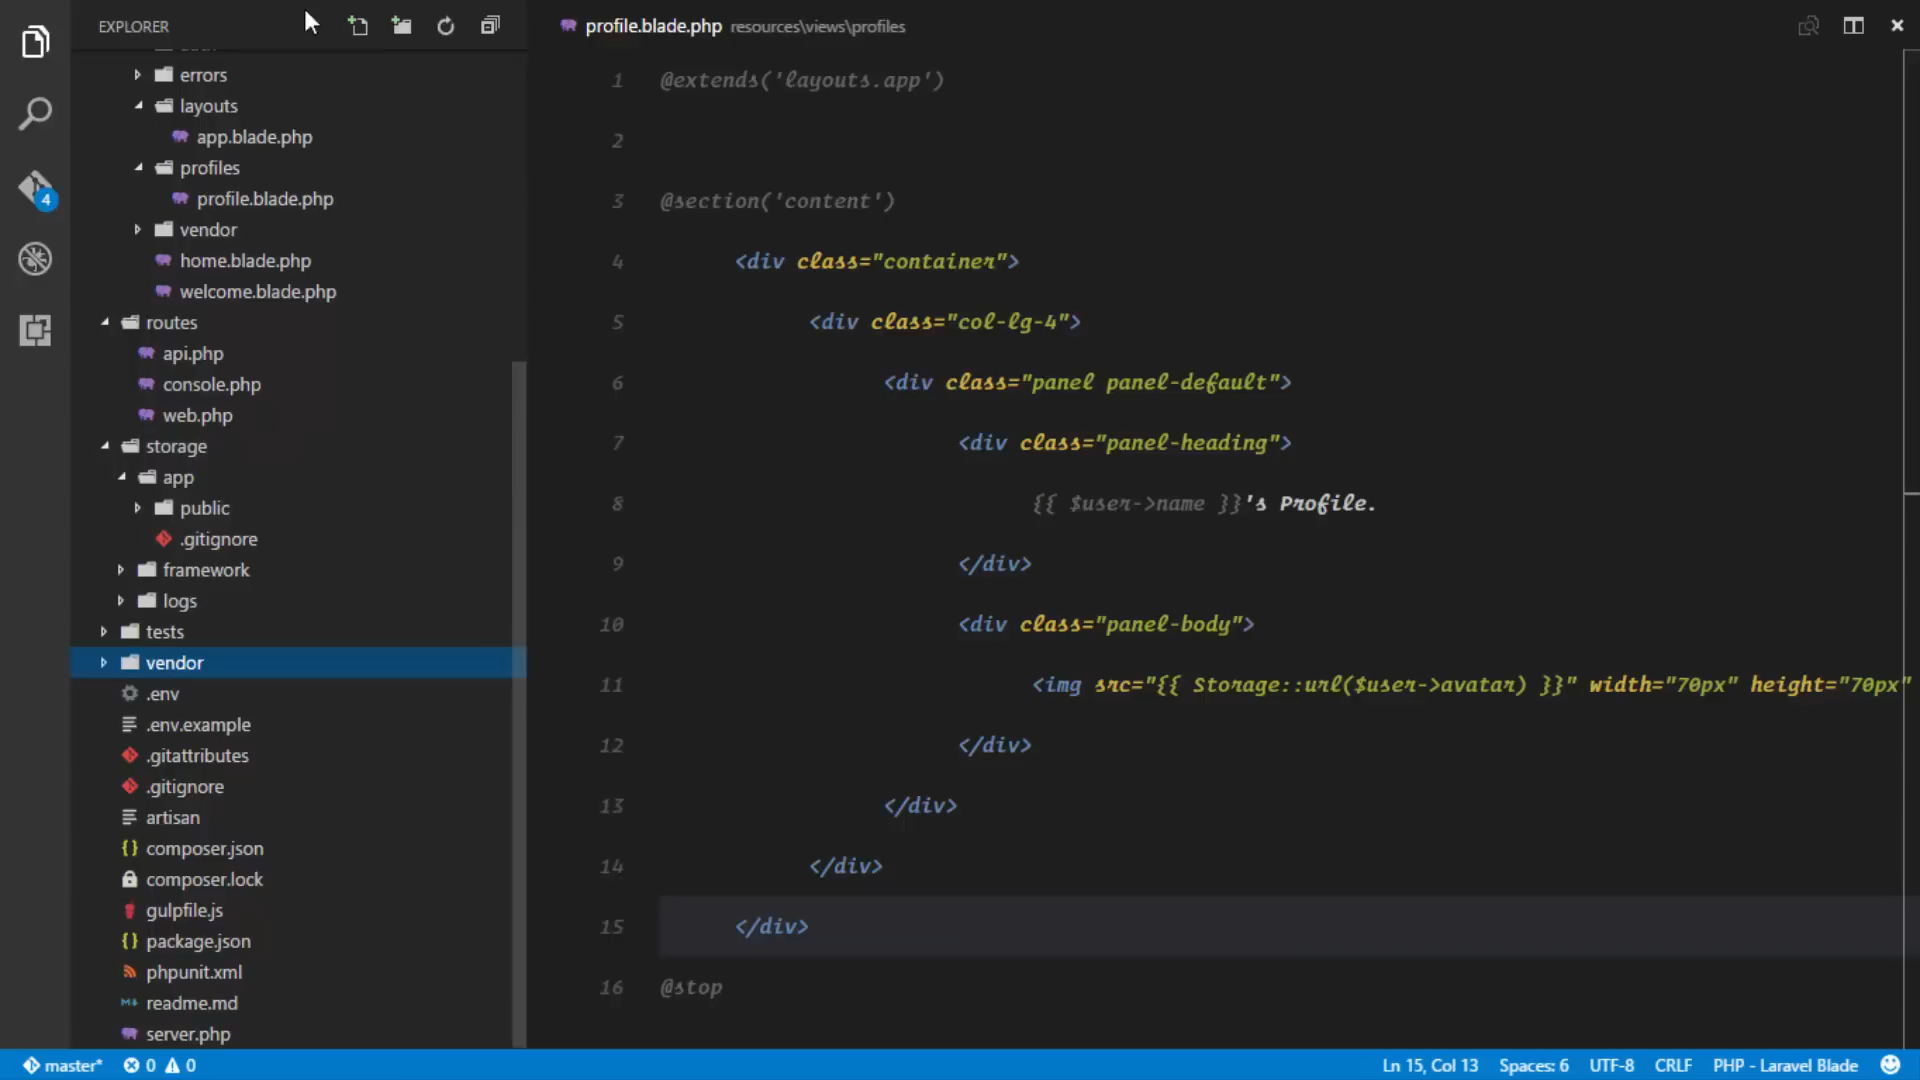 EXPLORER
errors
layouts
app.blade.php
profiles
profile.blade.php
vendor
home.blade.php
welcome.blade.php
routes
api.php
console.php
web.php
storage
app
public
.gitignore
framework
logs
tests
vendor
.env
.env.example
.gitattributes
.gitignore
artisan
composer.json
composer.lock
gulpfile.js
package.json
phpunit.xml
readme.md
server.php
4
profile.blade.php resources\views\profiles
1 @extends('layouts.app')
2
3 @section('content')
4 <div class="container">
5 <div class="col-lg-4">
6 <div class="panel panel-default">
7 <div class="panel-heading">
8 {{ $user->name }}'s Profile.
9 </div>
10 <div class="panel-body">
11 <img src="{{ Storage::url($user->avatar) }}" width="70px" height="70px"
12 </div>
13 </div>
14 </div>
15 </div>
16 @stop
master* 0 0 Ln 15, Col 13 Spaces: 6 UTF-8 CRLF PHP - Laravel Blade